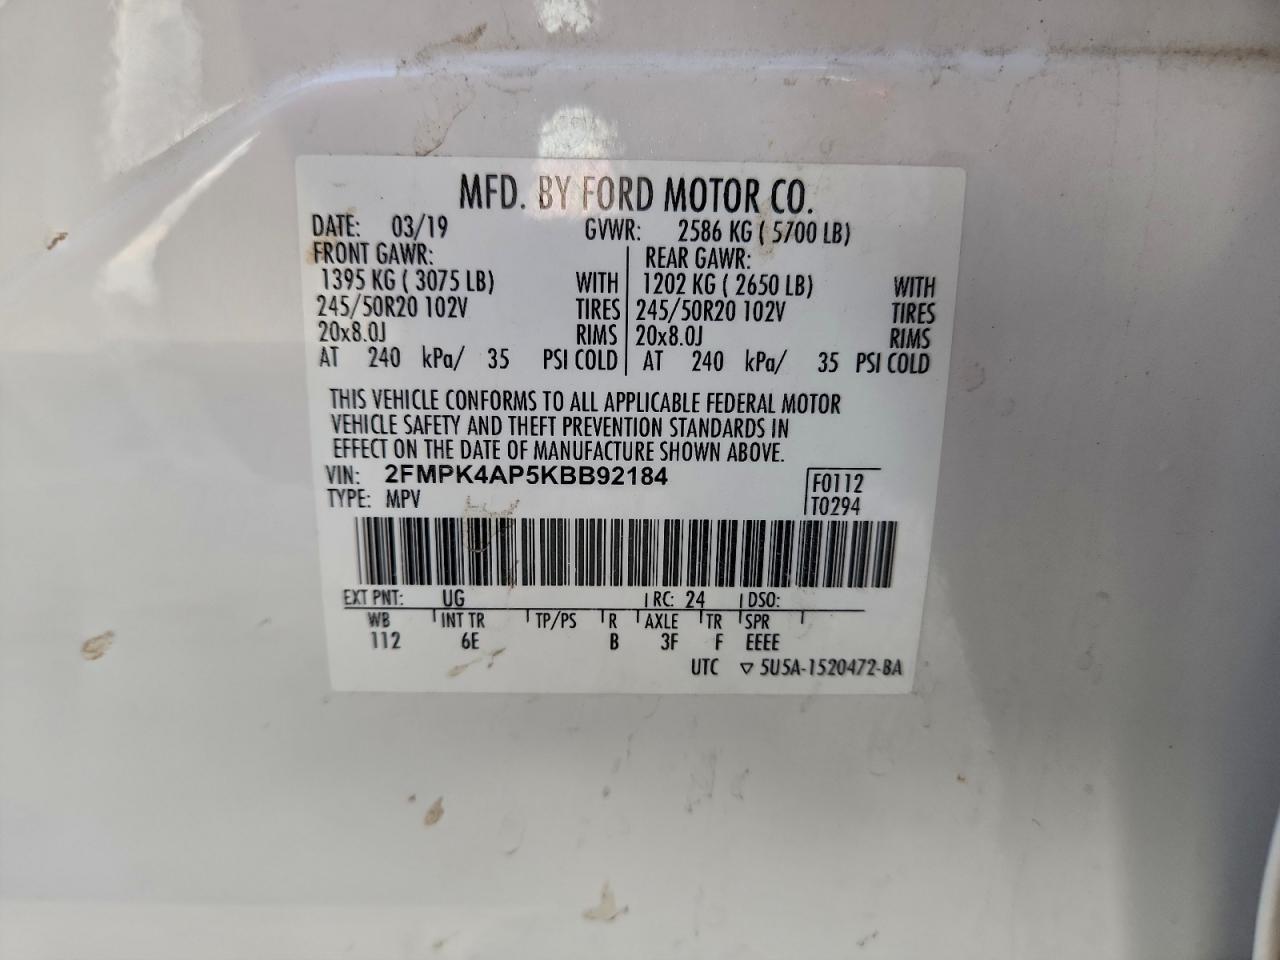 MFD. BY FORD MOTOR CO.
DATE: 03/19 GVWR: 2586 KG ( 5700 LB)
FRONT GAWR: REAR GAWR:
1395 KG ( 3075 LB) WITH 1202 KG ( 2650 LB) WITH
245/50R20 102V TIRES 245/50R20 102V TIRES
20x8.0J RIMS 20x8.0J RIMS
AT 240 kPa/ 35 PSI COLD AT 240 kPa/ 35 PSI COLD
THIS VEHICLE CONFORMS TO ALL APPLICABLE FEDERAL MOTOR
VEHICLE SAFETY AND THEFT PREVENTION STANDARDS IN
EFFECT ON THE DATE OF MANUFACTURE SHOWN ABOVE.
VIN: 2FMPK4AP5KBB92184 F0112
TYPE: MPV T0294
EXT PNT: UG RC: 24 DSO:
WB INT TR TP/PS R AXLE TR SPR
112 6E B 3F F EEEE
UTC ▽ 5U5A-1520472-BA